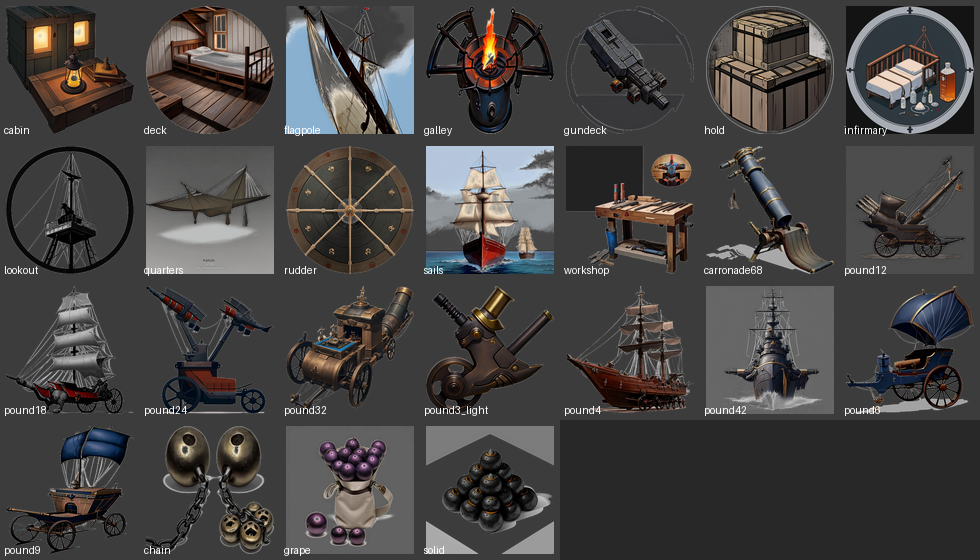 cabin
deck
flagpole
galley
gundeck
hold
infirmary
lookout
quarters
rudder
sails
workshop
carronade68
pound12
pound18
pound24
pound32
pound3_light
pound4
pound42
pound6
pound9
chain
grape
solid